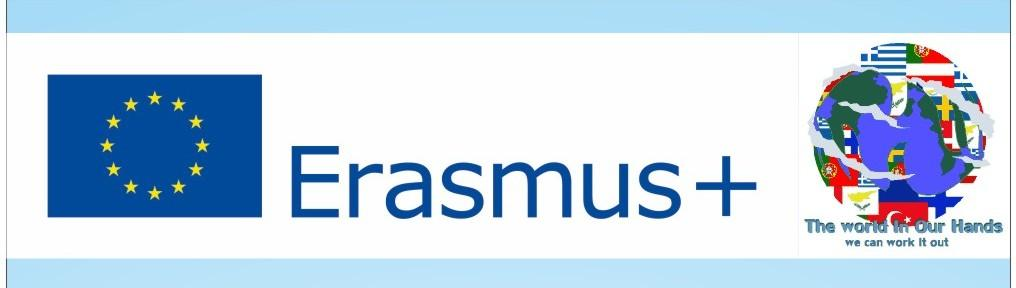 Erasmus+
The world In Our Hands
we can work it out